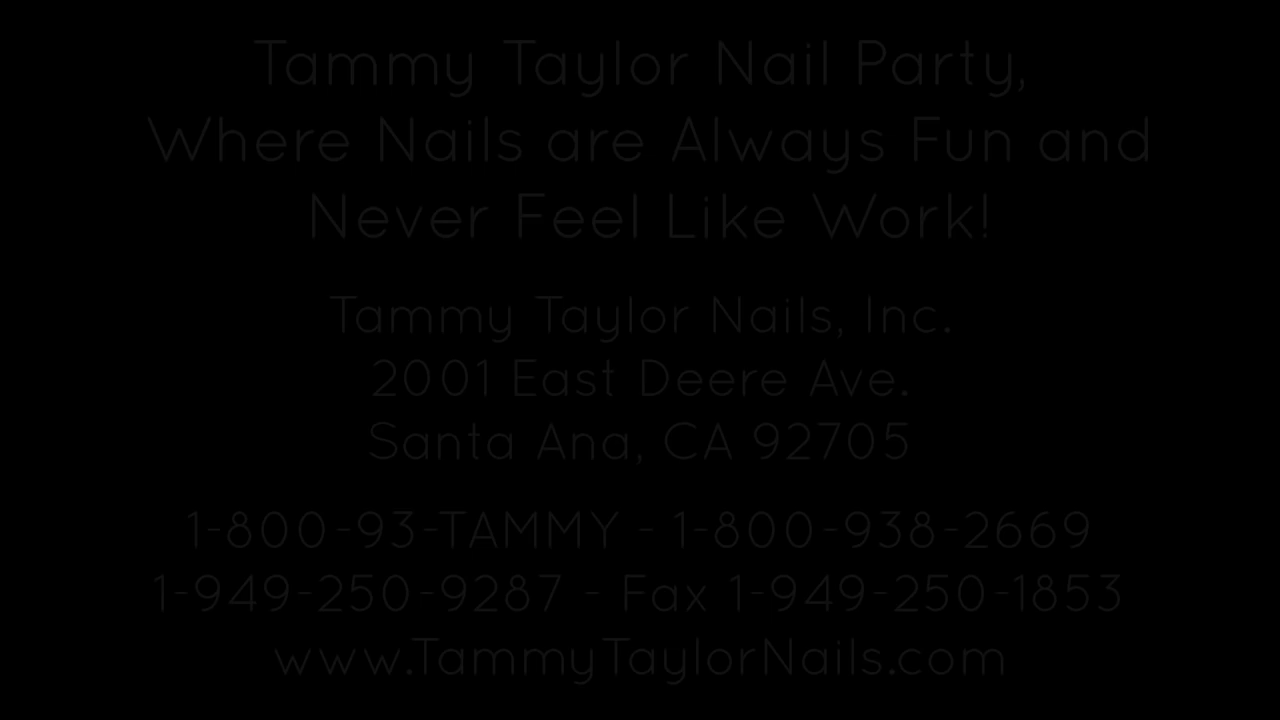 Tammy Taylor Nail Party,
Where Nails are Always Fun and
Never Feel Like Work!
Tammy Taylor Nails, Inc.
2001 East Deere Ave.
Santa Ana, CA 92705
1-800-93-TAMMY - 1-800-938-2669
1-949-250-9287 - Fax 1-949-250-1853
www.TammyTaylorNails.com